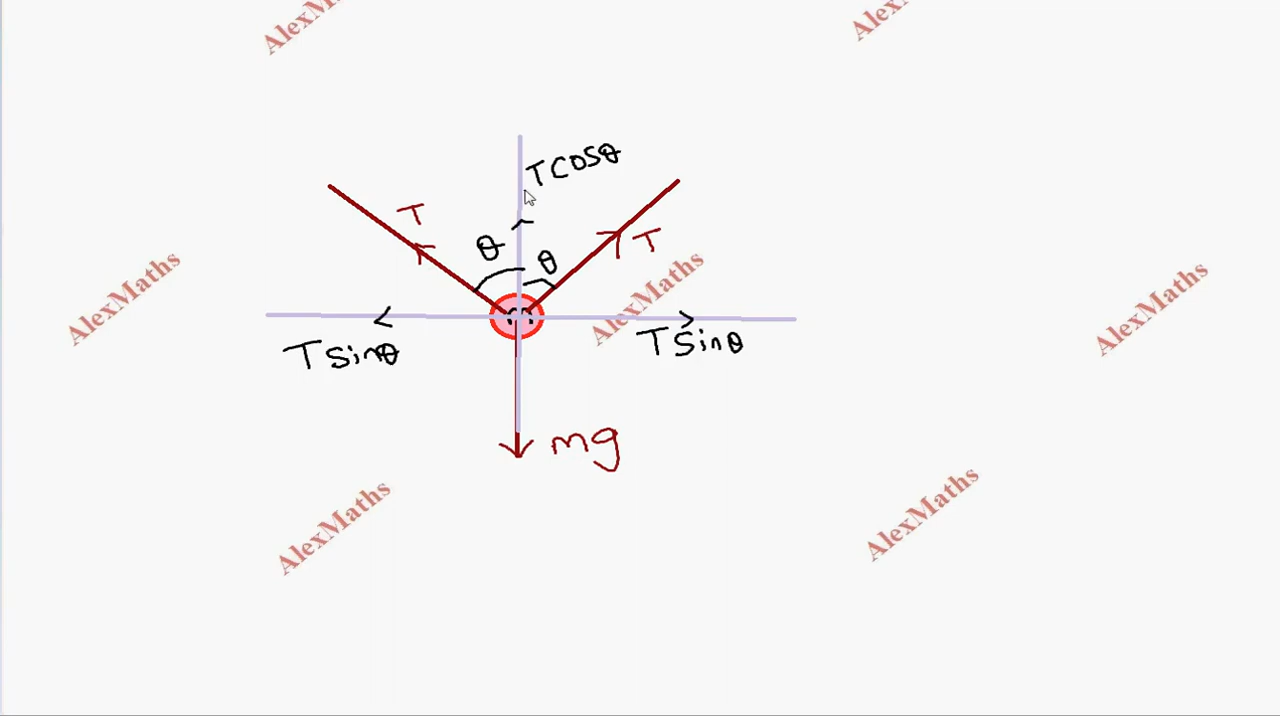 AlexMaths
AlexMaths
Tcosθ
T
T
θ
θ
AlexMaths
AlexMaths
AlexMaths
m
Tsinθ
Tsinθ
mg
AlexMaths
AlexMaths